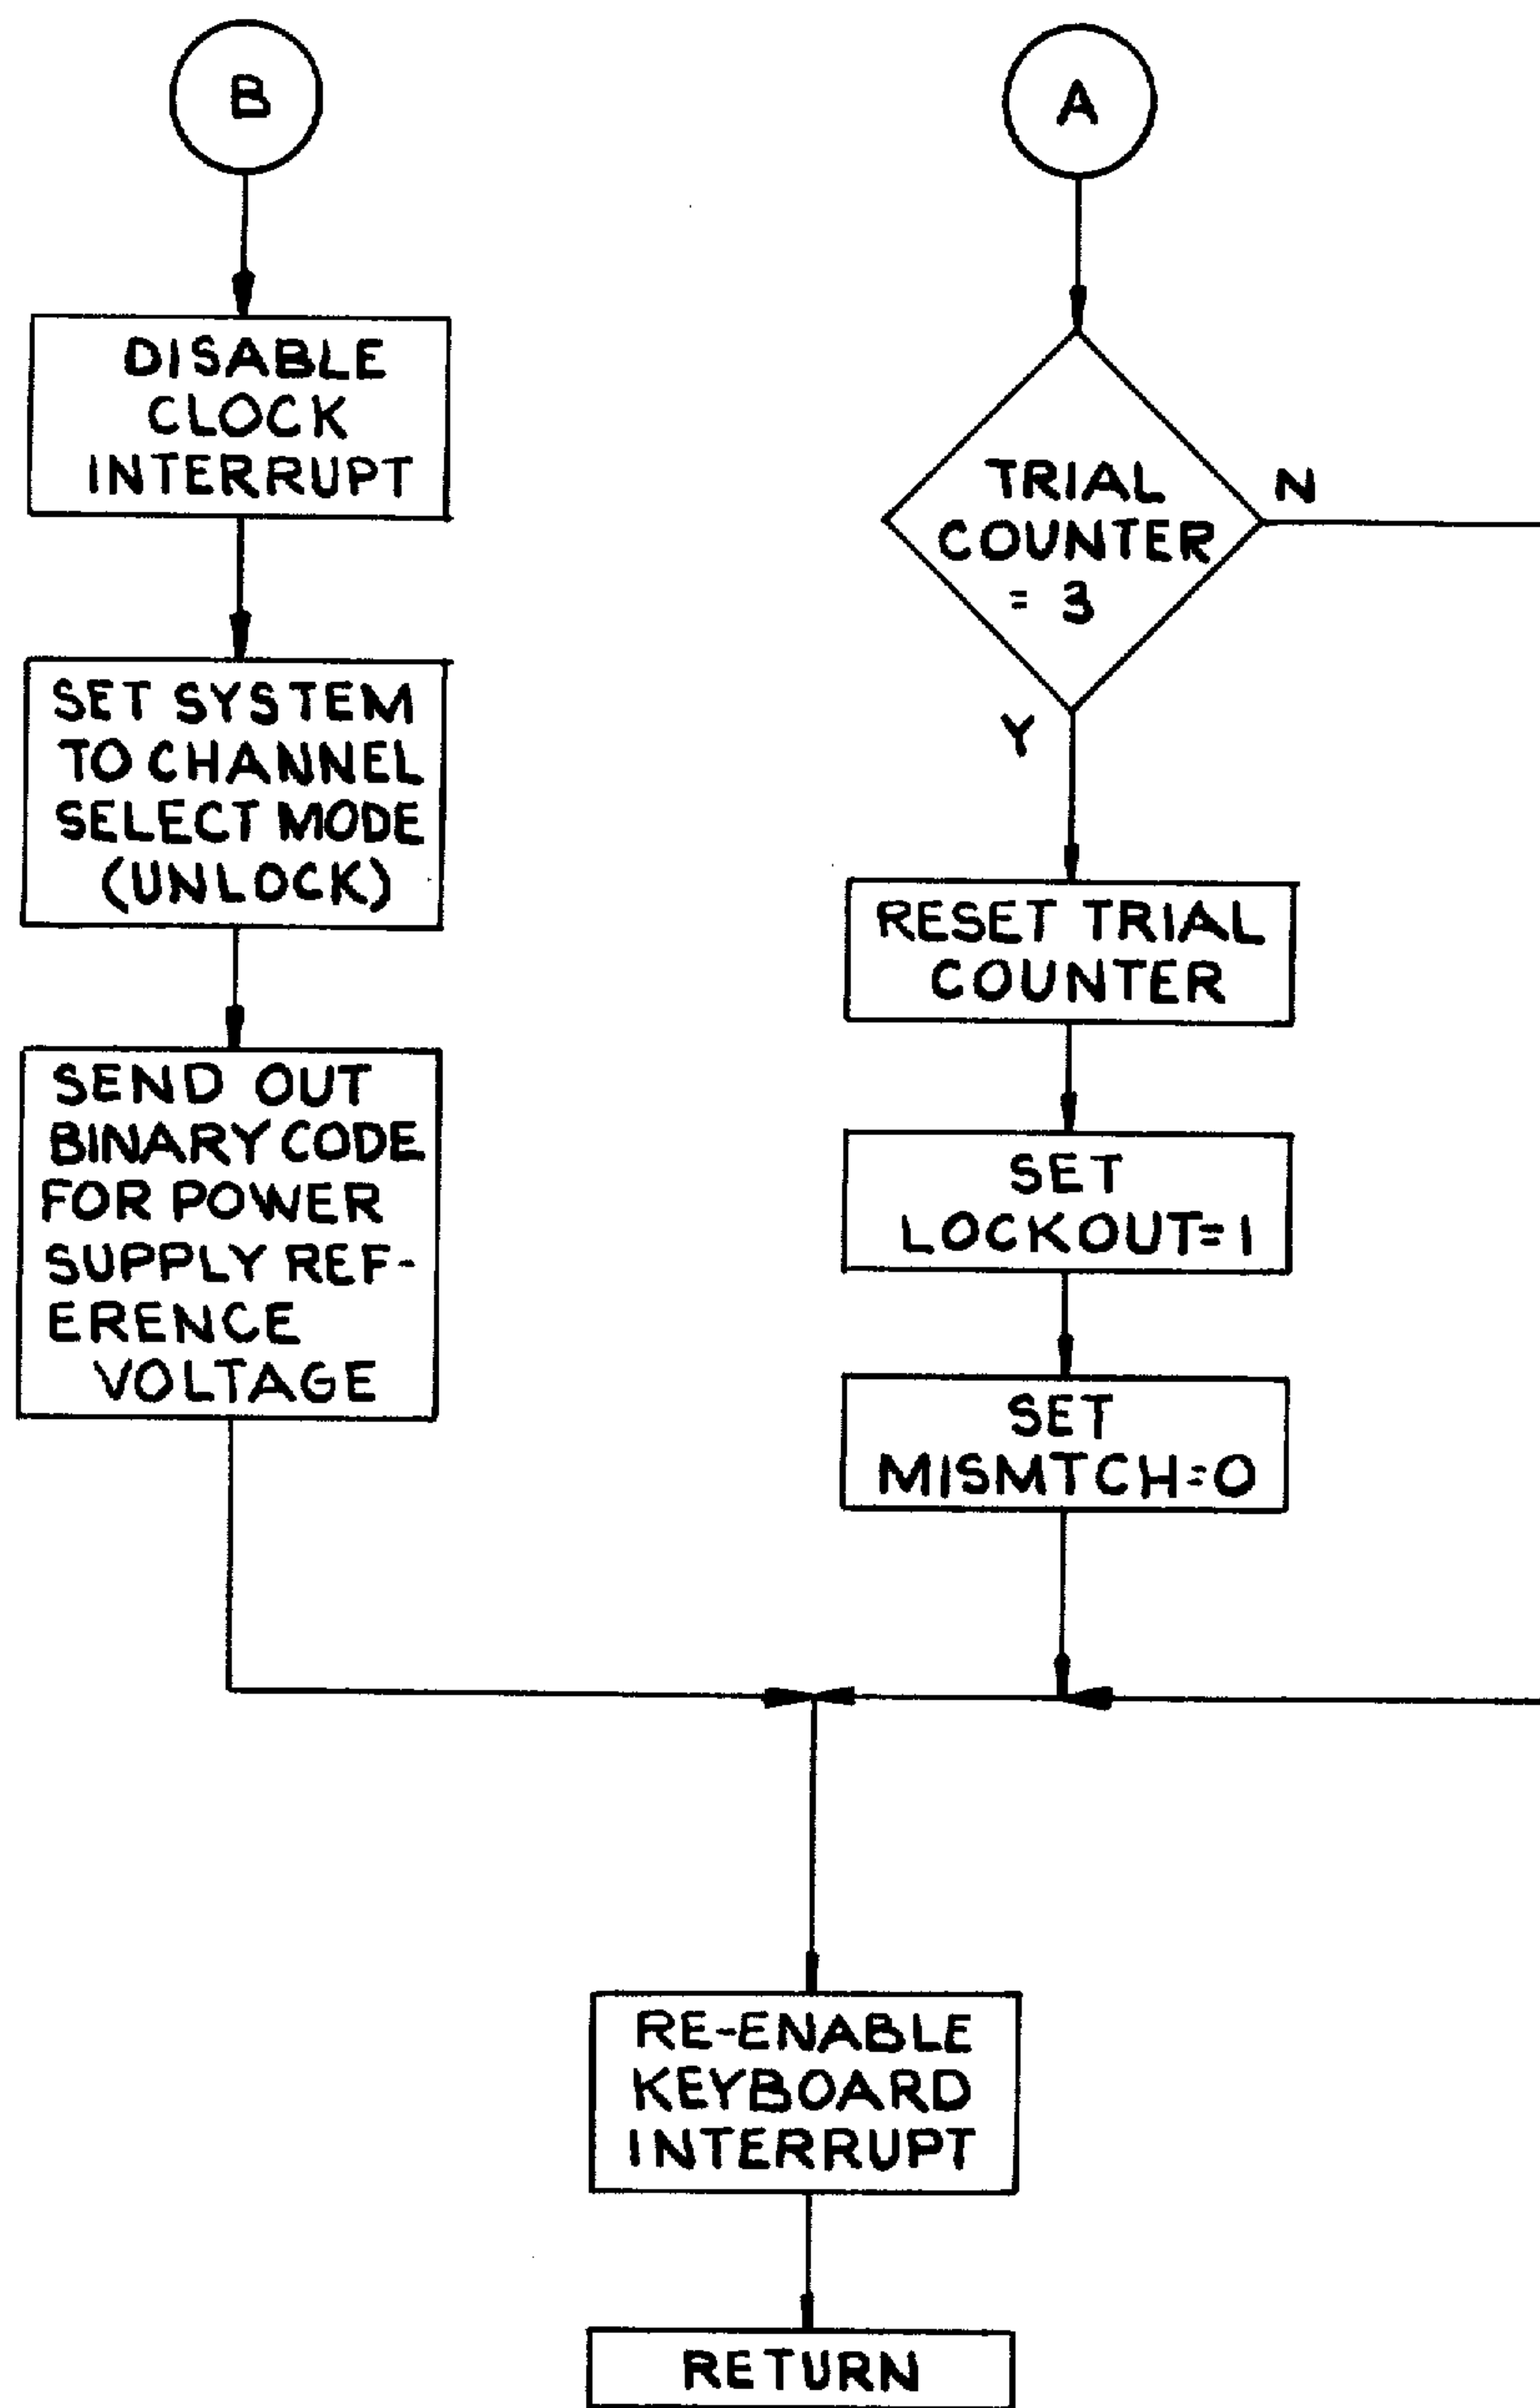 B
DISABLE
CLOCK
INTERRUPT
SET SYSTEM
TO CHANNEL
SELECT MODE
(UNLOCK)
SEND OUT
BINARY CODE
FOR POWER
SUPPLY REF-
ERENCE
VOLTAGE
A
TRIAL
COUNTER
= 3
N
Y
RESET TRIAL
COUNTER
SET
LOCKOUT=1
SET
MISMTCH=0
RE-ENABLE
KEYBOARD
INTERRUPT
RETURN